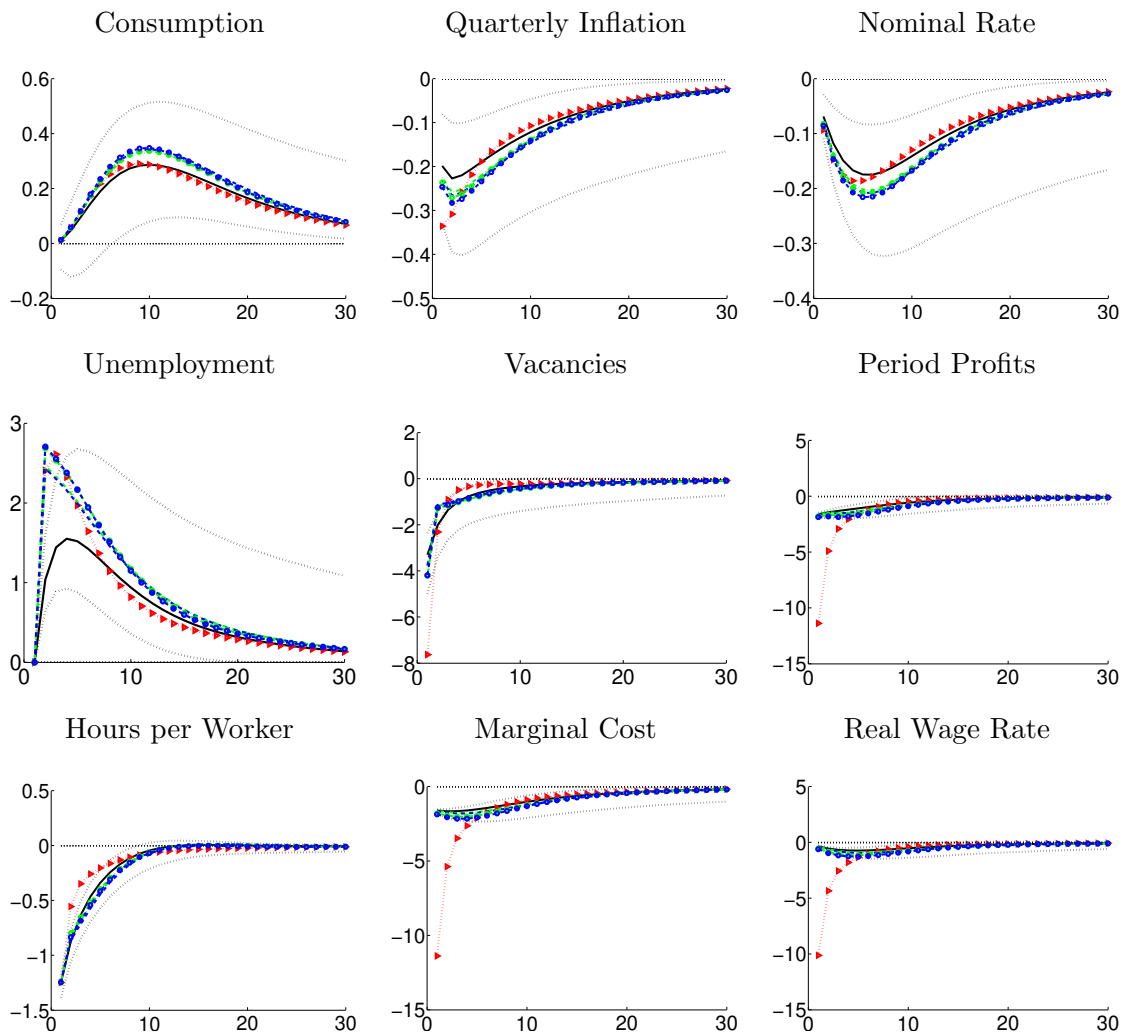 Consumption Quarterly Inflation Nominal Rate
0.6 0 0
0.4 −0.1 −0.1
0.2 −0.2 −0.2
0 −0.3 −0.3
−0.2 −0.4 −0.4
−0.5
0 10 20 30 0 10 20 30 0 10 20 30
Unemployment Vacancies Period Profits
3 2 5
2 0 0
1 −2 −5
0 −4 −10
−6 −15
−8
0 10 20 30 0 10 20 30 0 10 20 30
Hours per Worker Marginal Cost Real Wage Rate
0.5 0 5
0 −5 0
−0.5 −10 −5
−1 −15 −10
−1.5 −15
0 10 20 30 0 10 20 30 0 10 20 30